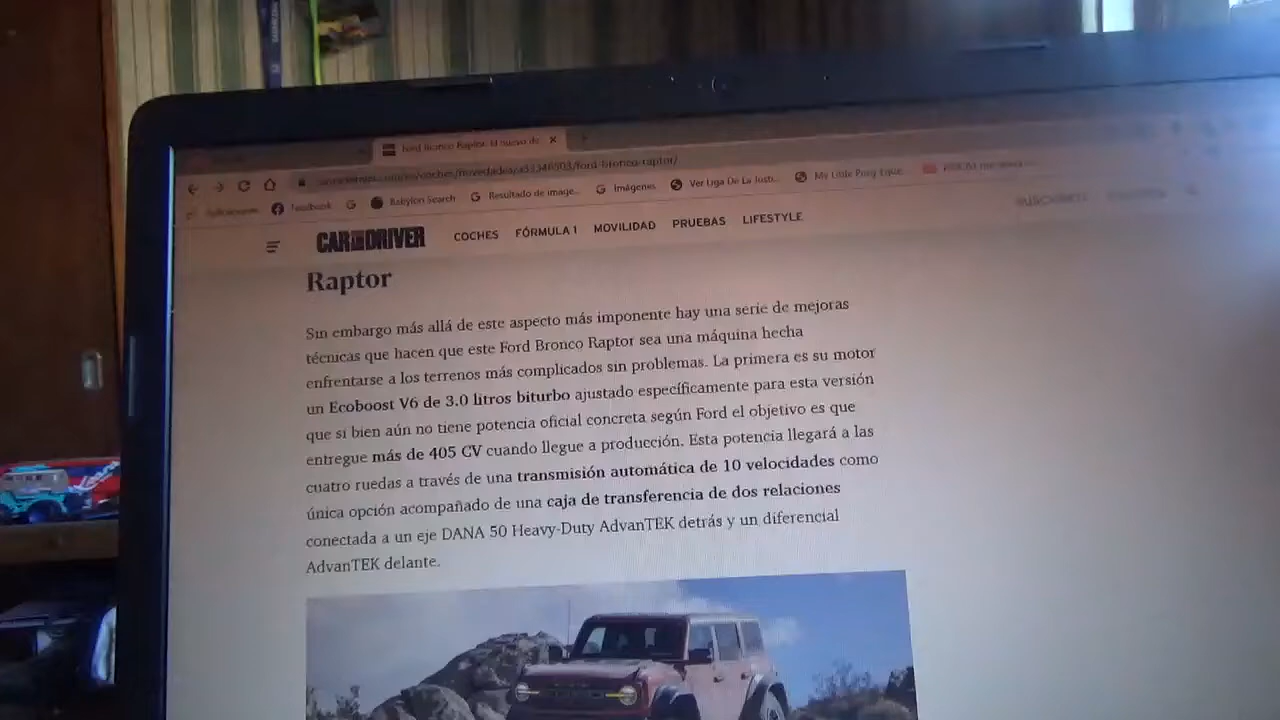 Ford Bronco Raptor: el nuevo de
/ford-bronco-raptor/
Facebook
Babylon Search
Resultado de image...
Imágenes
Ver Liga De La Justi...
My Little Pony Eque...
CAR AND DRIVER
COCHES
FÓRMULA 1
MOVILIDAD
PRUEBAS
LIFESTYLE
Raptor
Sin embargo más allá de este aspecto más imponente hay una serie de mejoras
técnicas que hacen que este Ford Bronco Raptor sea una máquina hecha
enfrentarse a los terrenos más complicados sin problemas. La primera es su motor
un Ecoboost V6 de 3.0 litros biturbo ajustado específicamente para esta versión
que si bien aún no tiene potencia oficial concreta según Ford el objetivo es que
entregue más de 405 CV cuando llegue a producción. Esta potencia llegará a las
cuatro ruedas a través de una transmisión automática de 10 velocidades como
única opción acompañado de una caja de transferencia de dos relaciones
conectada a un eje DANA 50 Heavy-Duty AdvanTEK detrás y un diferencial
AdvanTEK delante.